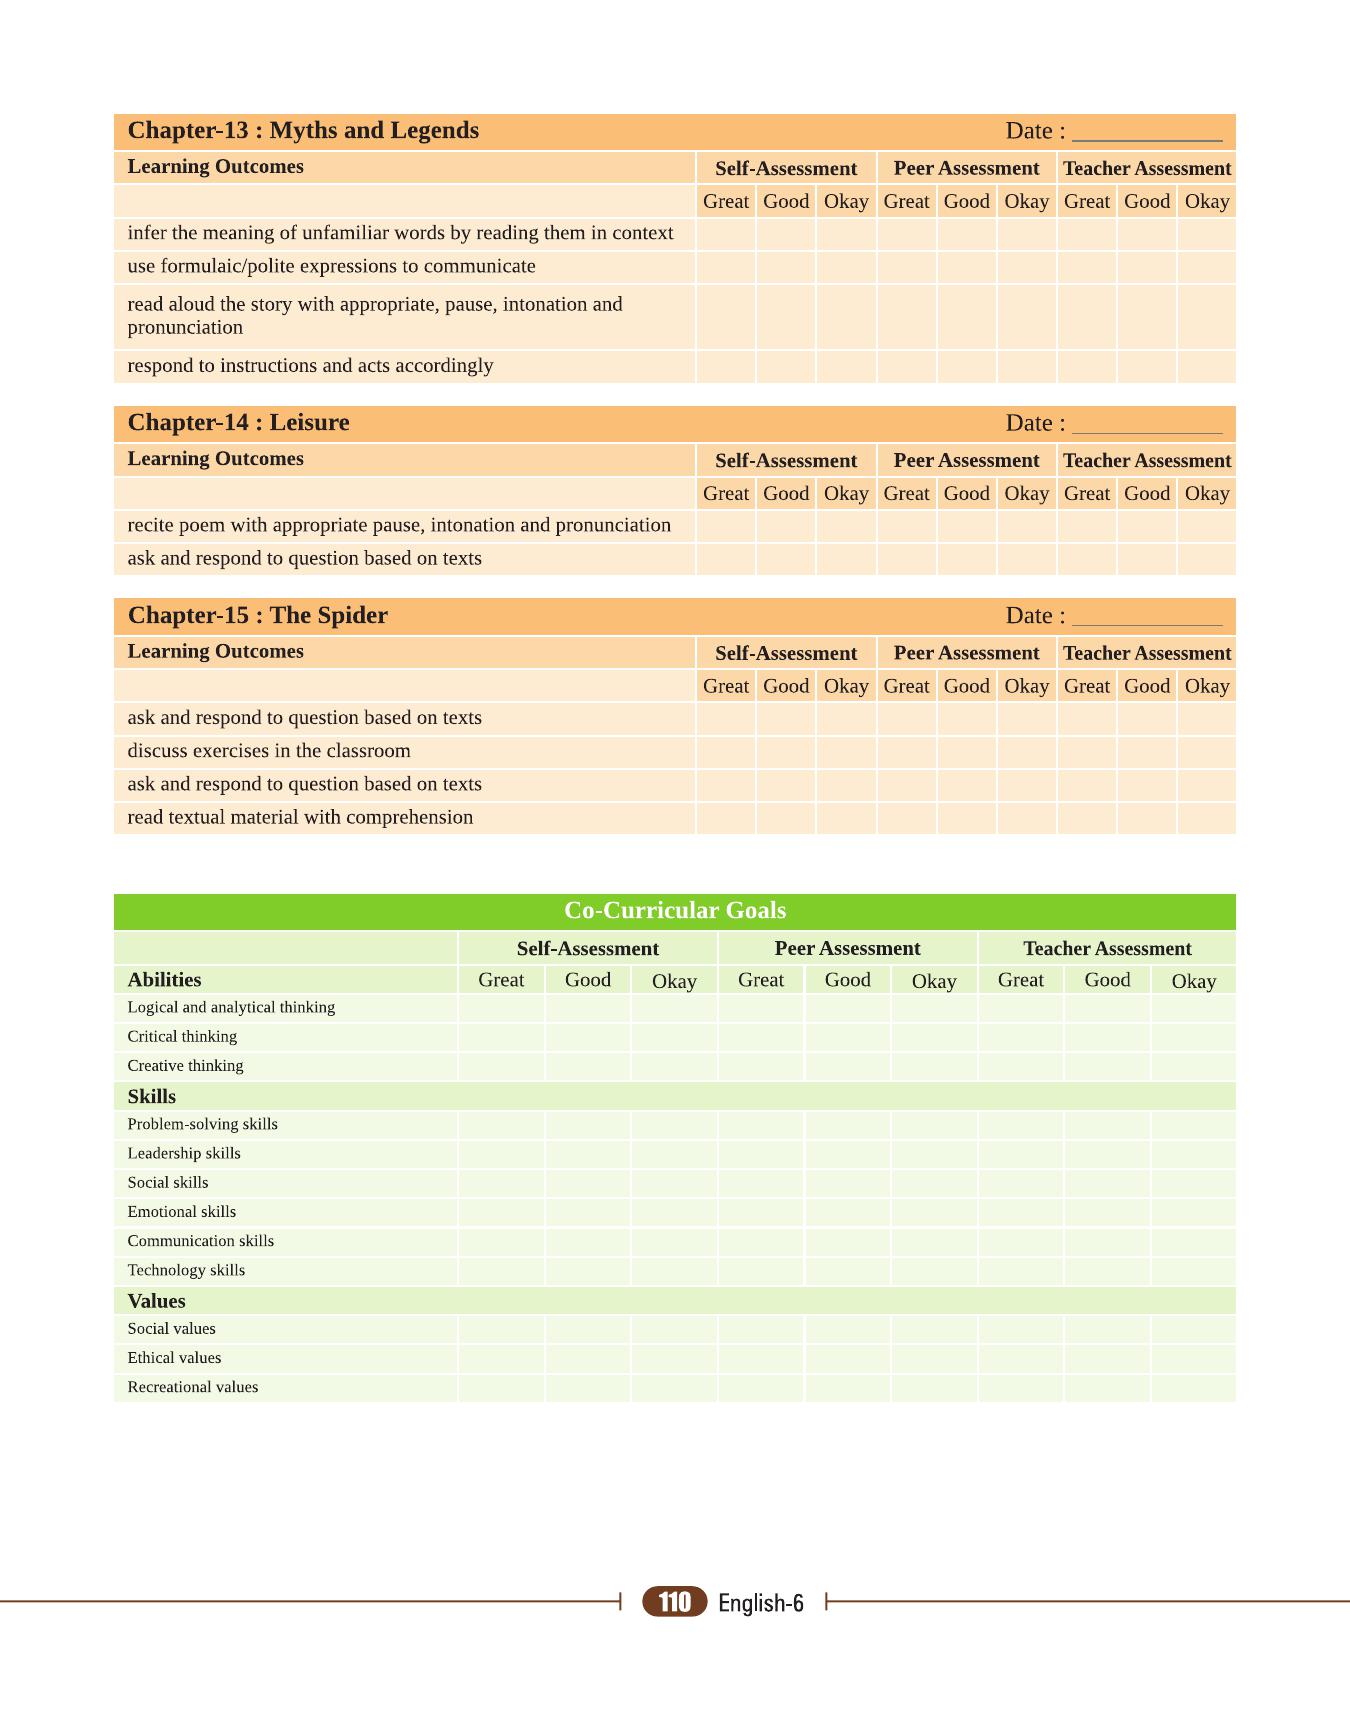 Chapter-13 : Myths and Legends Date : ____________
Learning Outcomes Self-Assessment Peer Assessment Teacher Assessment
Great Good Okay Great Good Okay Great Good Okay
infer the meaning of unfamiliar words by reading them in context
use formulaic/polite expressions to communicate
read aloud the story with appropriate, pause, intonation and
pronunciation
respond to instructions and acts accordingly
Chapter-14 : Leisure Date : ____________
Learning Outcomes Self-Assessment Peer Assessment Teacher Assessment
Great Good Okay Great Good Okay Great Good Okay
recite poem with appropriate pause, intonation and pronunciation
ask and respond to question based on texts
Chapter-15 : The Spider Date : ____________
Learning Outcomes Self-Assessment Peer Assessment Teacher Assessment
Great Good Okay Great Good Okay Great Good Okay
ask and respond to question based on texts
discuss exercises in the classroom
ask and respond to question based on texts
read textual material with comprehension
Co-Curricular Goals
Self-Assessment Peer Assessment Teacher Assessment
Abilities Great Good Okay Great Good Okay Great Good Okay
Logical and analytical thinking
Critical thinking
Creative thinking
Skills
Problem-solving skills
Leadership skills
Social skills
Emotional skills
Communication skills
Technology skills
Values
Social values
Ethical values
Recreational values
110 English-6